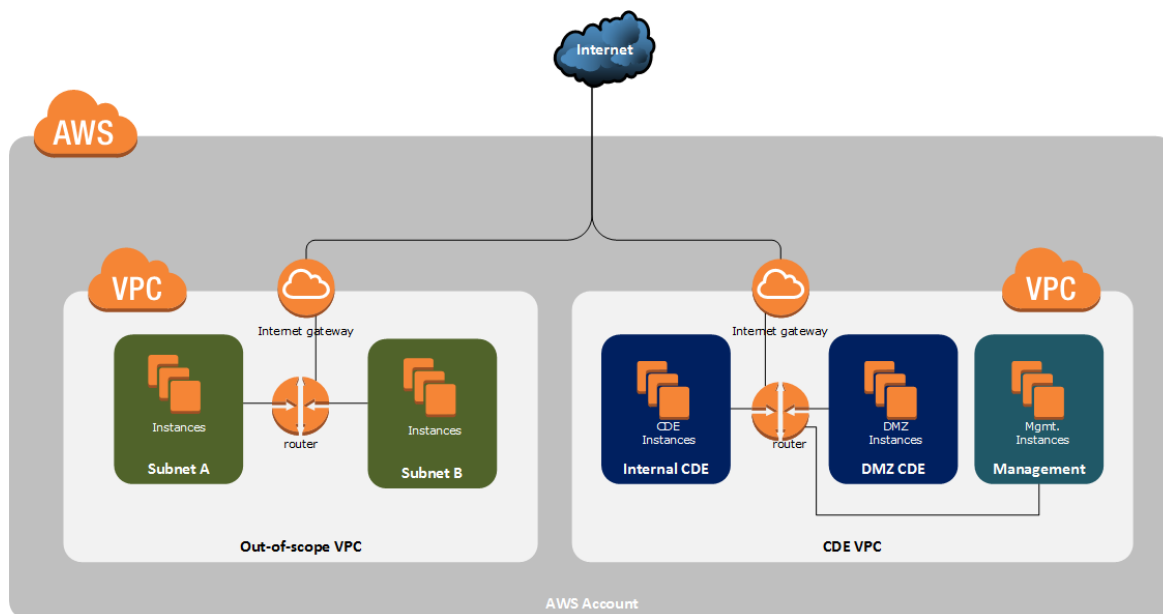 Internet
AWS
VPC
VPC
Internet gateway
Internet gateway
Instances
Subnet A
router
Instances
Subnet B
CDE
Instances
Internal CDE
router
DMZ
Instances
DMZ CDE
Mgmt.
Instances
Management
Out-of-scope VPC
CDE VPC
AWS Account